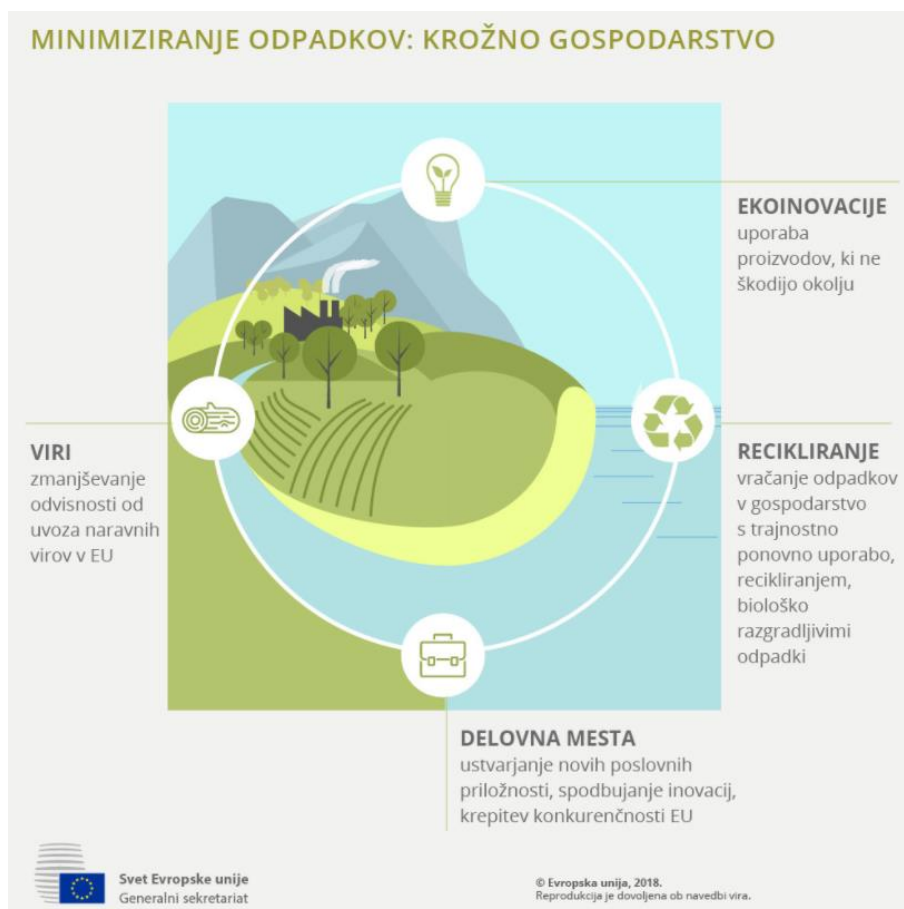 MINIMIZIRANJE ODPADKOV: KROŽNO GOSPODARSTVO
EKOINOVACIJE
uporaba
proizvodov, ki ne
škodijo okolju
VIRI
zmanjševanje
odvisnosti od
uvoza naravnih
virov v EU
RECIKLIRANJE
vračanje odpadkov
v gospodarstvo
s trajnostno
ponovno uporabo,
recikliranjem,
biološko
razgradljivimi
odpadki
DELOVNA MESTA
ustvarjanje novih poslovnih
priložnosti, spodbujanje inovacij,
krepitev konkurenčnosti EU
Svet Evropske unije
Generalni sekretariat
© Evropska unija, 2018.
Reprodukcija je dovoljena ob navedbi vira.